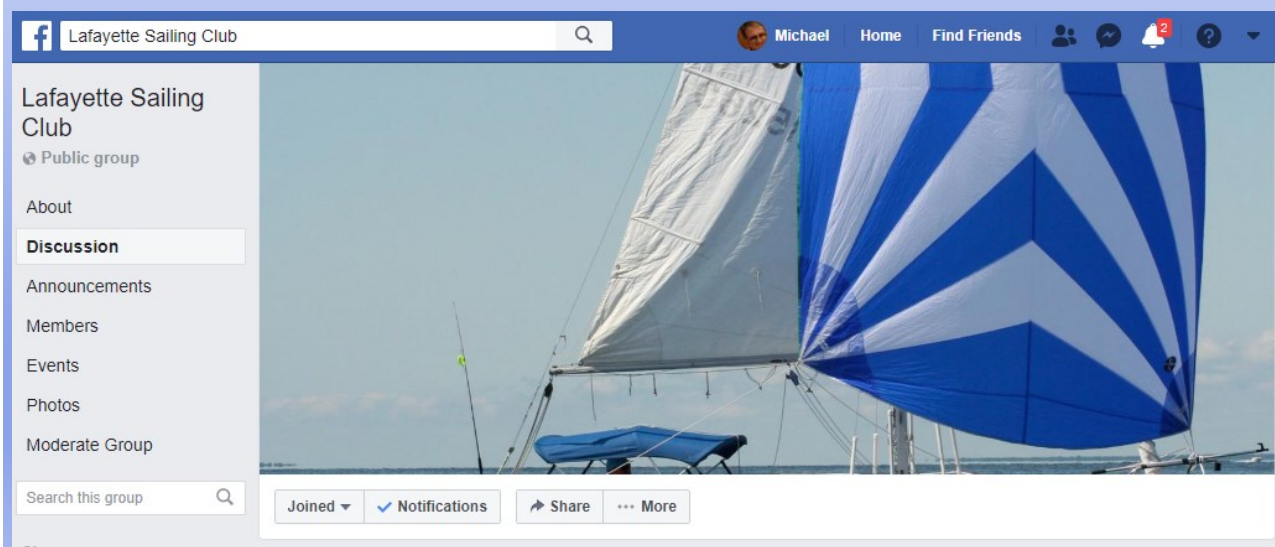 Lafayette Sailing Club
Michael
Home
Find Friends
2
Lafayette Sailing
Club
Public group
About
Discussion
Announcements
Members
Events
Photos
Moderate Group
Search this group
Joined
Notifications
Share
More